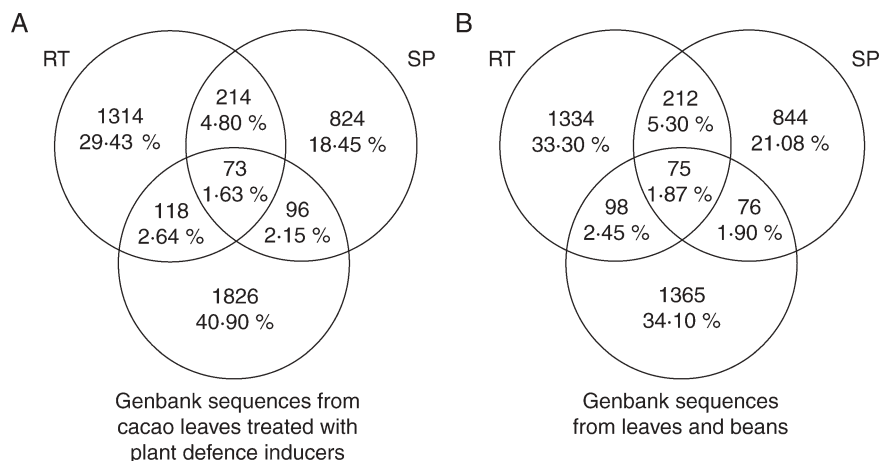 A
RT
SP
1314
29·43 %
214
4·80 %
824
18·45 %
73
1·63 %
118
2·64 %
96
2·15 %
1826
40·90 %
Genbank sequences from
cacao leaves treated with
plant defence inducers
B
RT
SP
1334
33·30 %
212
5·30 %
844
21·08 %
75
1·87 %
98
2·45 %
76
1·90 %
1365
34·10 %
Genbank sequences
from leaves and beans